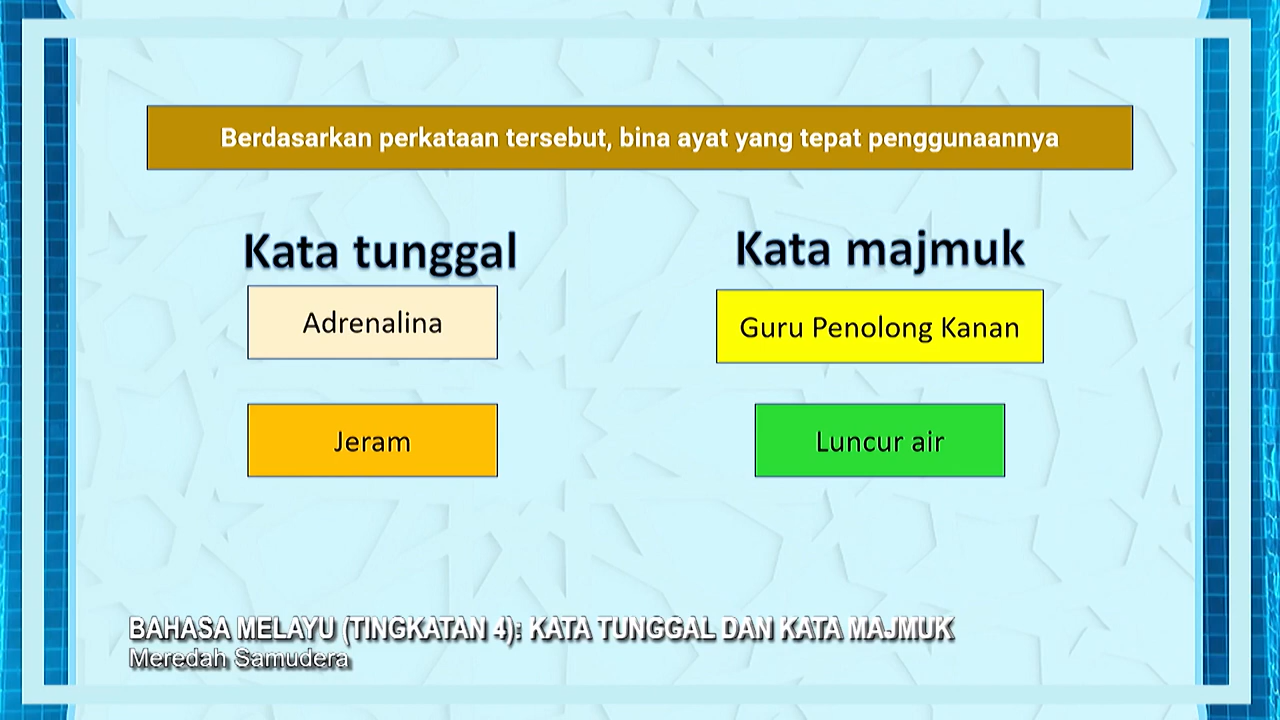 Berdasarkan perkataan tersebut, bina ayat yang tepat penggunaannya
Kata tunggal
Adrenalina
Jeram
Kata majmuk
Guru Penolong Kanan
Luncur air
BAHASA MELAYU (TINGKATAN 4): KATA TUNGGAL DAN KATA MAJMUK
Meredah Samudera